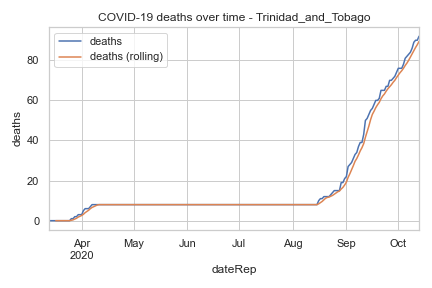 COVID-19 deaths over time - Trinidad_and_Tobago
deaths
deaths (rolling)
deaths
80
60
40
20
0
Apr May Jun Jul Aug Sep Oct
2020
dateRep